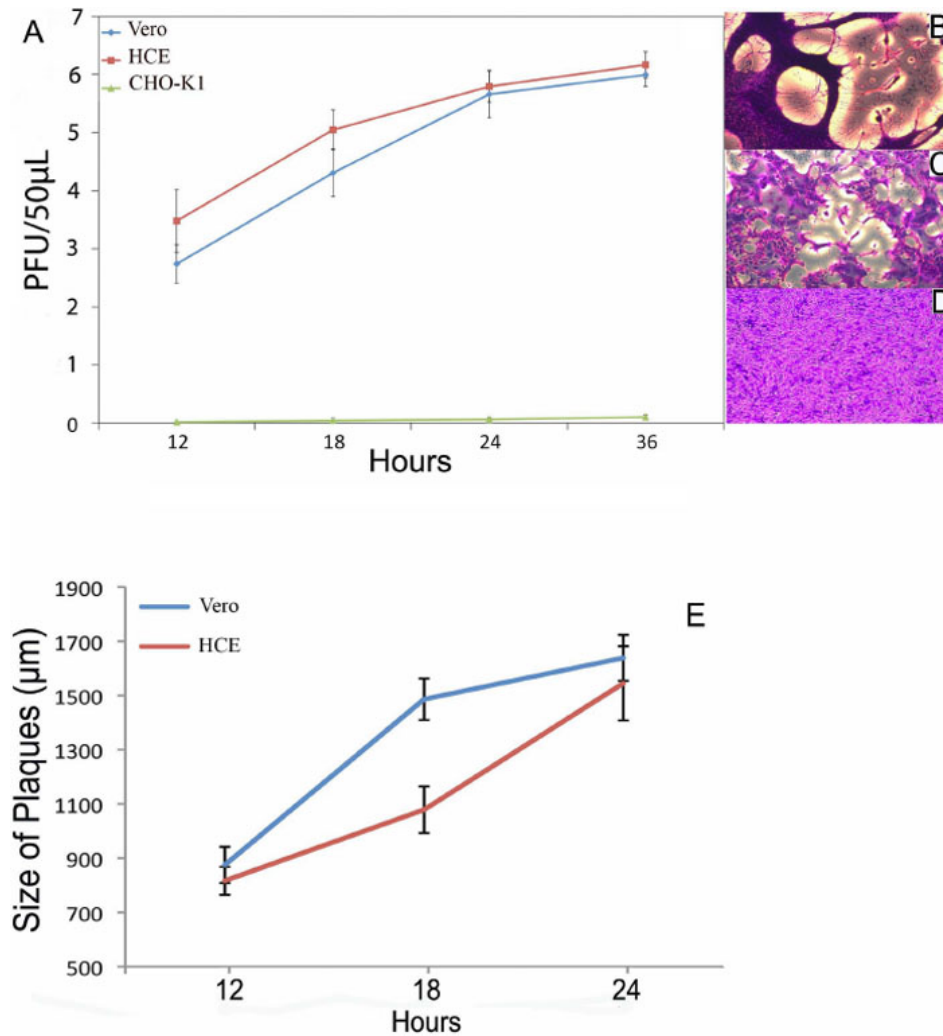 A
Vero
HCE
CHO-K1
7
6
5
4
3
2
1
0
PFU/50µL
12 18 24 36
Hours
B
C
D
E
Vero
HCE
1900
1700
1500
1300
1100
900
700
500
Size of Plaques (µm)
12 18 24
Hours